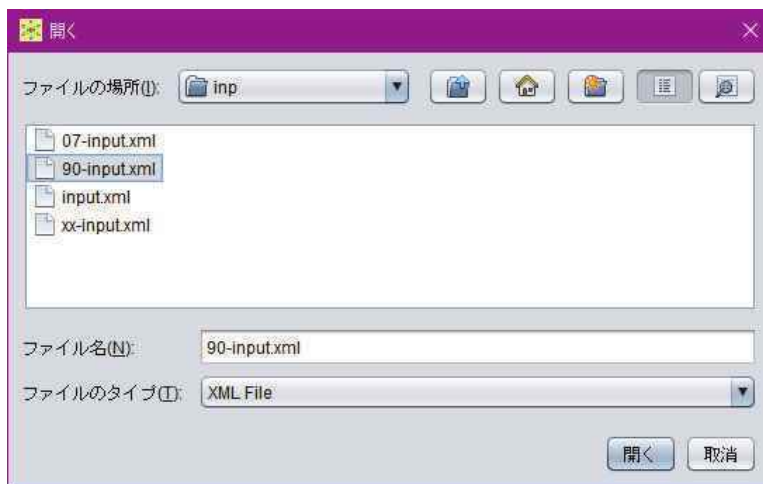 開く
ファイルの場所(I): inp
07-input.xml
90-input.xml
input.xml
xx-input.xml
ファイル名(N): 90-input.xml
ファイルのタイプ(T): XML File
開く 取消